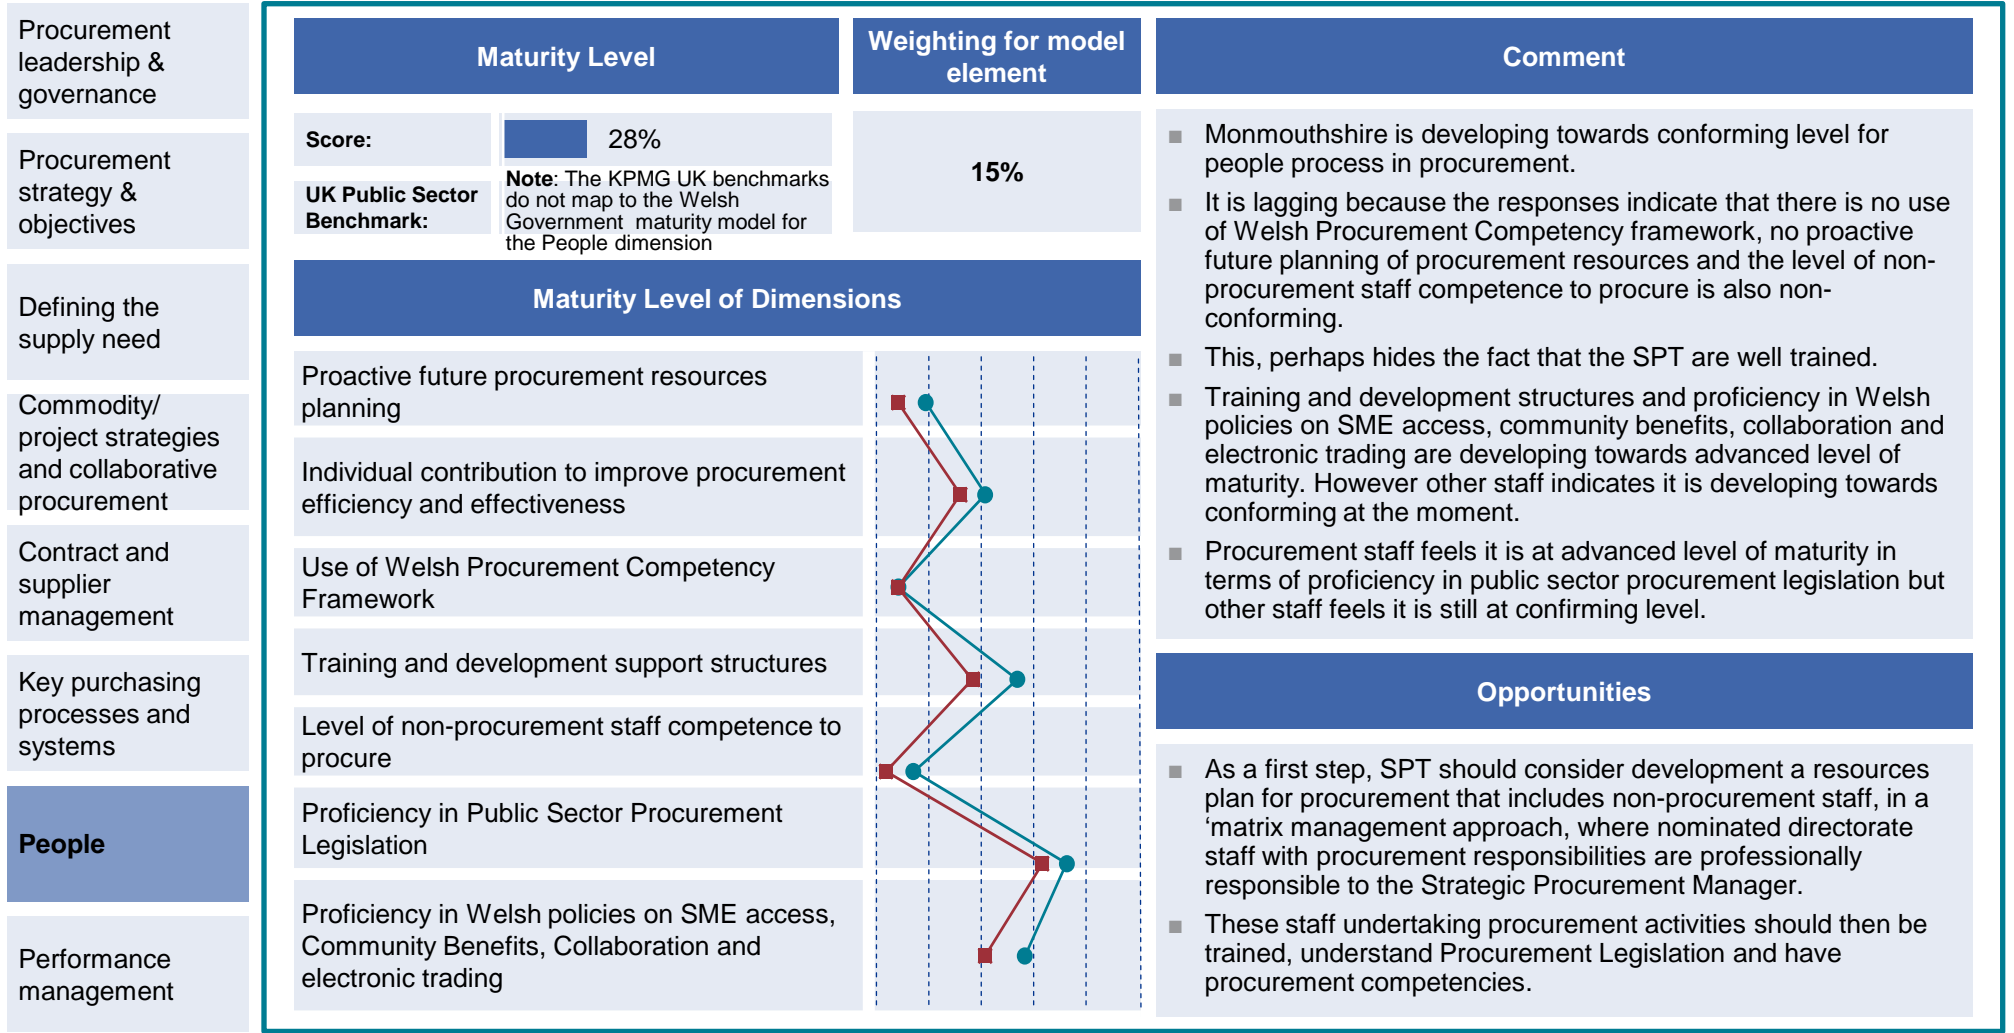 Procurement
leadership &
governance
Procurement
strategy &
objectives
Defining the
supply need
Commodity/
project strategies
and collaborative
procurement
Contract and
supplier
management
Key purchasing
processes and
systems
People
Performance
management
Maturity Level
Weighting for model
element
Score:
28%
UK Public Sector
Benchmark:
Note: The KPMG UK benchmarks
do not map to the Welsh
Government maturity model for
the People dimension
15%
Maturity Level of Dimensions
Proactive future procurement resources
planning
Individual contribution to improve procurement
efficiency and effectiveness
Use of Welsh Procurement Competency
Framework
Training and development support structures
Level of non-procurement staff competence to
procure
Proficiency in Public Sector Procurement
Legislation
Proficiency in Welsh policies on SME access,
Community Benefits, Collaboration and
electronic trading
Comment
■ Monmouthshire is developing towards conforming level for
people process in procurement.
■ It is lagging because the responses indicate that there is no use
of Welsh Procurement Competency framework, no proactive
future planning of procurement resources and the level of non-
procurement staff competence to procure is also non-
conforming.
■ This, perhaps hides the fact that the SPT are well trained.
■ Training and development structures and proficiency in Welsh
policies on SME access, community benefits, collaboration and
electronic trading are developing towards advanced level of
maturity. However other staff indicates it is developing towards
conforming at the moment.
■ Procurement staff feels it is at advanced level of maturity in
terms of proficiency in public sector procurement legislation but
other staff feels it is still at confirming level.
Opportunities
■ As a first step, SPT should consider development a resources
plan for procurement that includes non-procurement staff, in a
‘matrix management approach, where nominated directorate
staff with procurement responsibilities are professionally
responsible to the Strategic Procurement Manager.
■ These staff undertaking procurement activities should then be
trained, understand Procurement Legislation and have
procurement competencies.